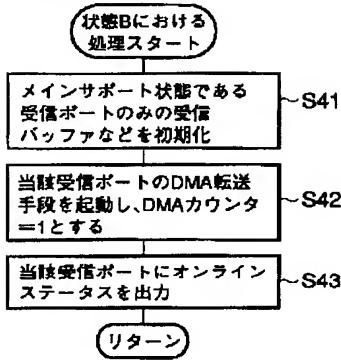 状態Bにおける
処理スタート
メインサポート状態である
受信ポートのみの受信
バッファなどを初期化
~S41
当該受信ポートのDMA転送
手段を起動し、DMAカウンタ
=1とする
~S42
当該受信ポートにオンライン
ステータスを出力
~S43
リターン